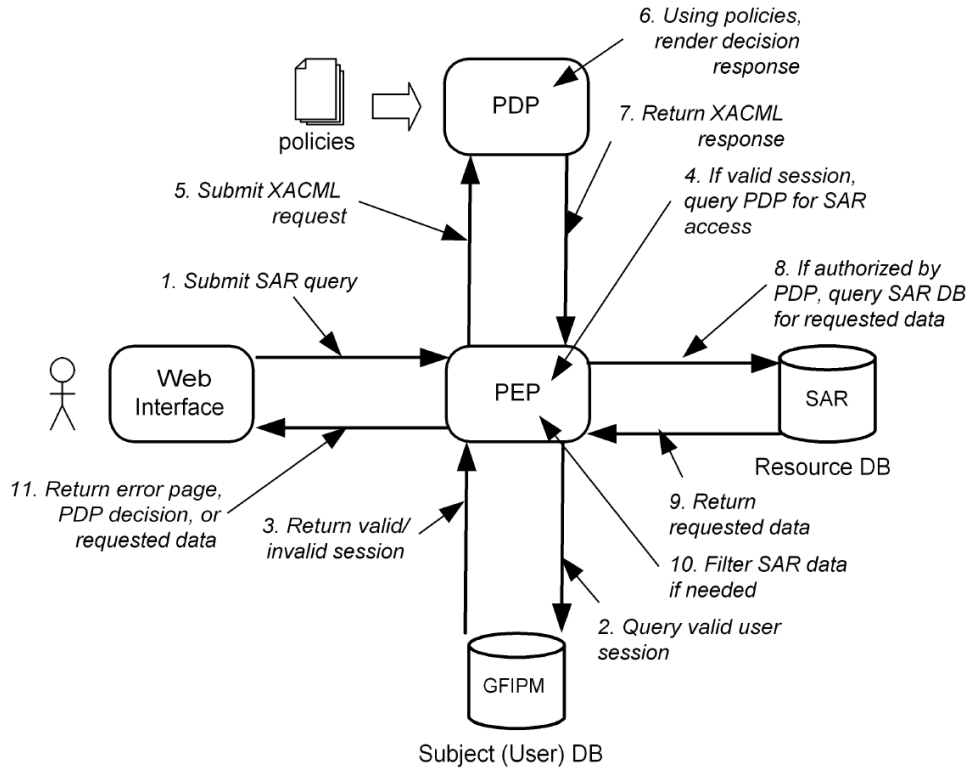 6. Using policies,
render decision
response
PDP
policies
7. Return XACML
response
5. Submit XACML
request
4. If valid session,
query PDP for SAR
access
1. Submit SAR query
8. If authorized by
PDP, query SAR DB
for requested data
Web
Interface
PEP
SAR
Resource DB
11. Return error page,
PDP decision, or
requested data
3. Return valid/
invalid session
9. Return
requested data
10. Filter SAR data
if needed
2. Query valid user
session
GFIPM
Subject (User) DB